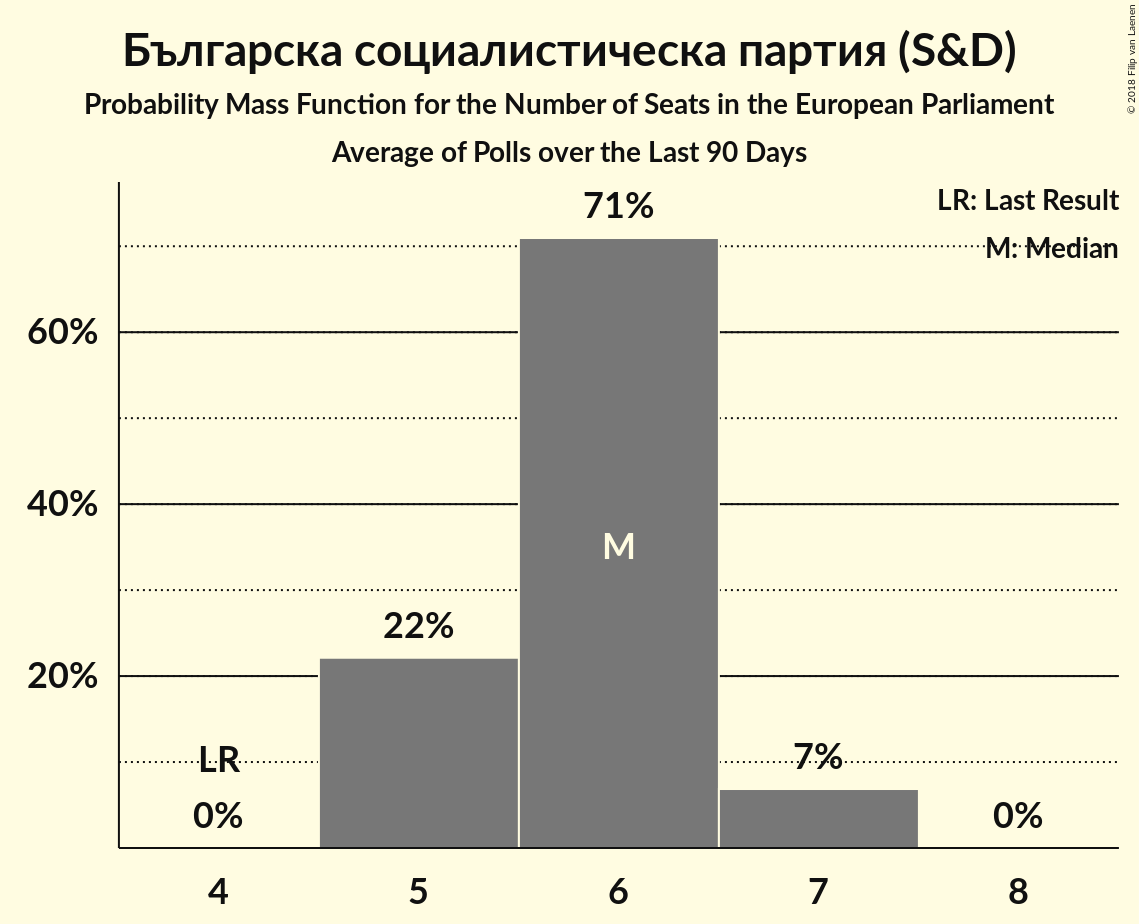 Българска социалистическа партия (S&D)
Probability Mass Function for the Number of Seats in the European Parliament
Average of Polls over the Last 90 Days
© 2018 Filip van Laenen
LR: Last Result
M: Median
71%
60%
40%
M
22%
20%
LR
7%
0%
0%
4 5 6 7 8